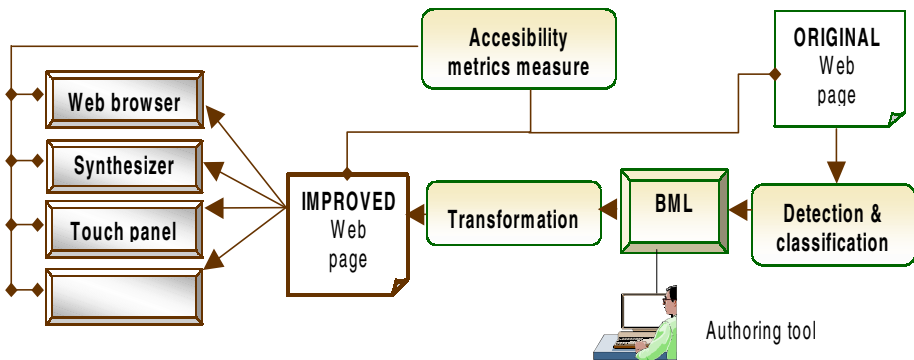 Accesibility
metrics measure
ORIGINAL
Web
page
Web browser
Synthesizer
Touch panel
IMPROVED
Web
page
Transformation
BML
Detection &
classification
Authoring tool